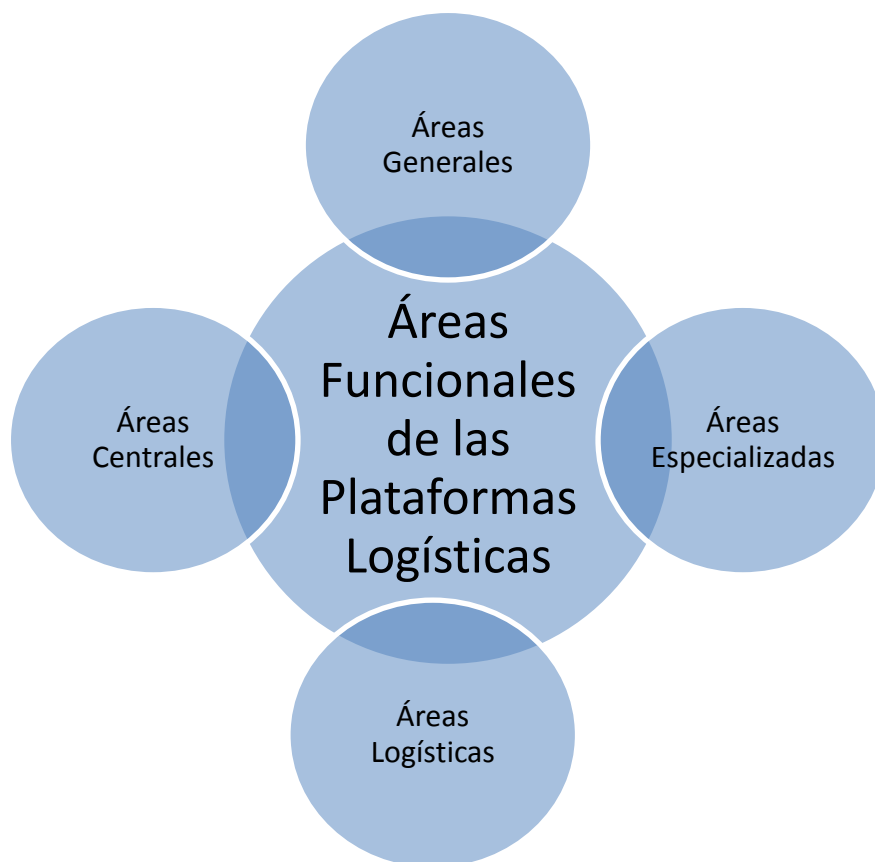 Áreas
Generales
Áreas
Funcionales
de las
Plataformas
Logísticas
Áreas
Centrales
Áreas
Especializadas
Áreas
Logísticas